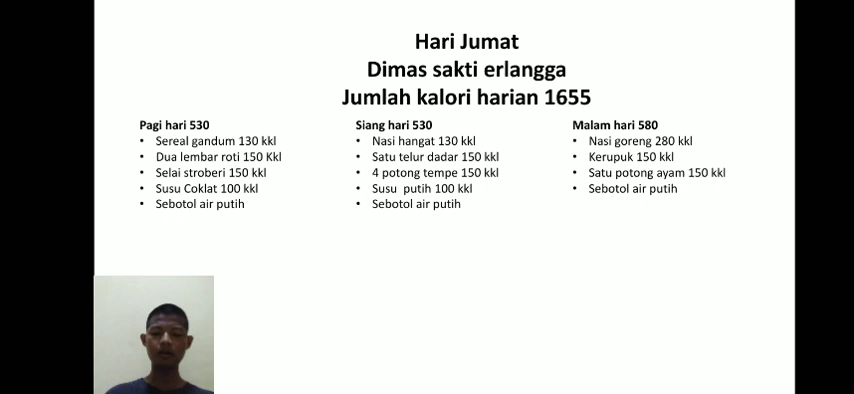 Hari Jumat
Dimas sakti erlangga
Jumlah kalori harian 1655
Pagi hari 530
• Sereal gandum 130 kkl
• Dua lembar roti 150 Kkl
• Selai stroberi 150 kkl
• Susu Coklat 100 kkl
• Sebotol air putih
Siang hari 530
• Nasi hangat 130 kkl
• Satu telur dadar 150 kkl
• 4 potong tempe 150 kkl
• Susu  putih 100 kkl
• Sebotol air putih
Malam hari 580
• Nasi goreng 280 kkl
• Kerupuk 150 kkl
• Satu potong ayam 150 kkl
• Sebotol air putih